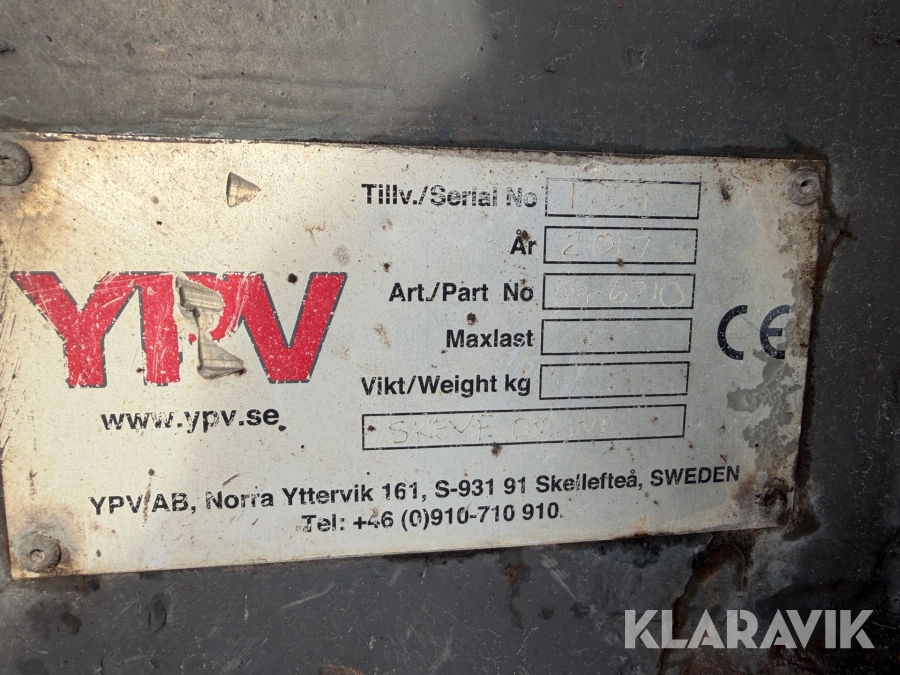 Tillv./Serial No
År 2017
YPV
Art./Part No
Maxlast
CE
www.ypv.se
Vikt/Weight kg
YPV AB, Norra Yttervik 161, S-931 91 Skellefteå, SWEDEN
Tel: +46 (0)910-710 910.
KLARAVIK